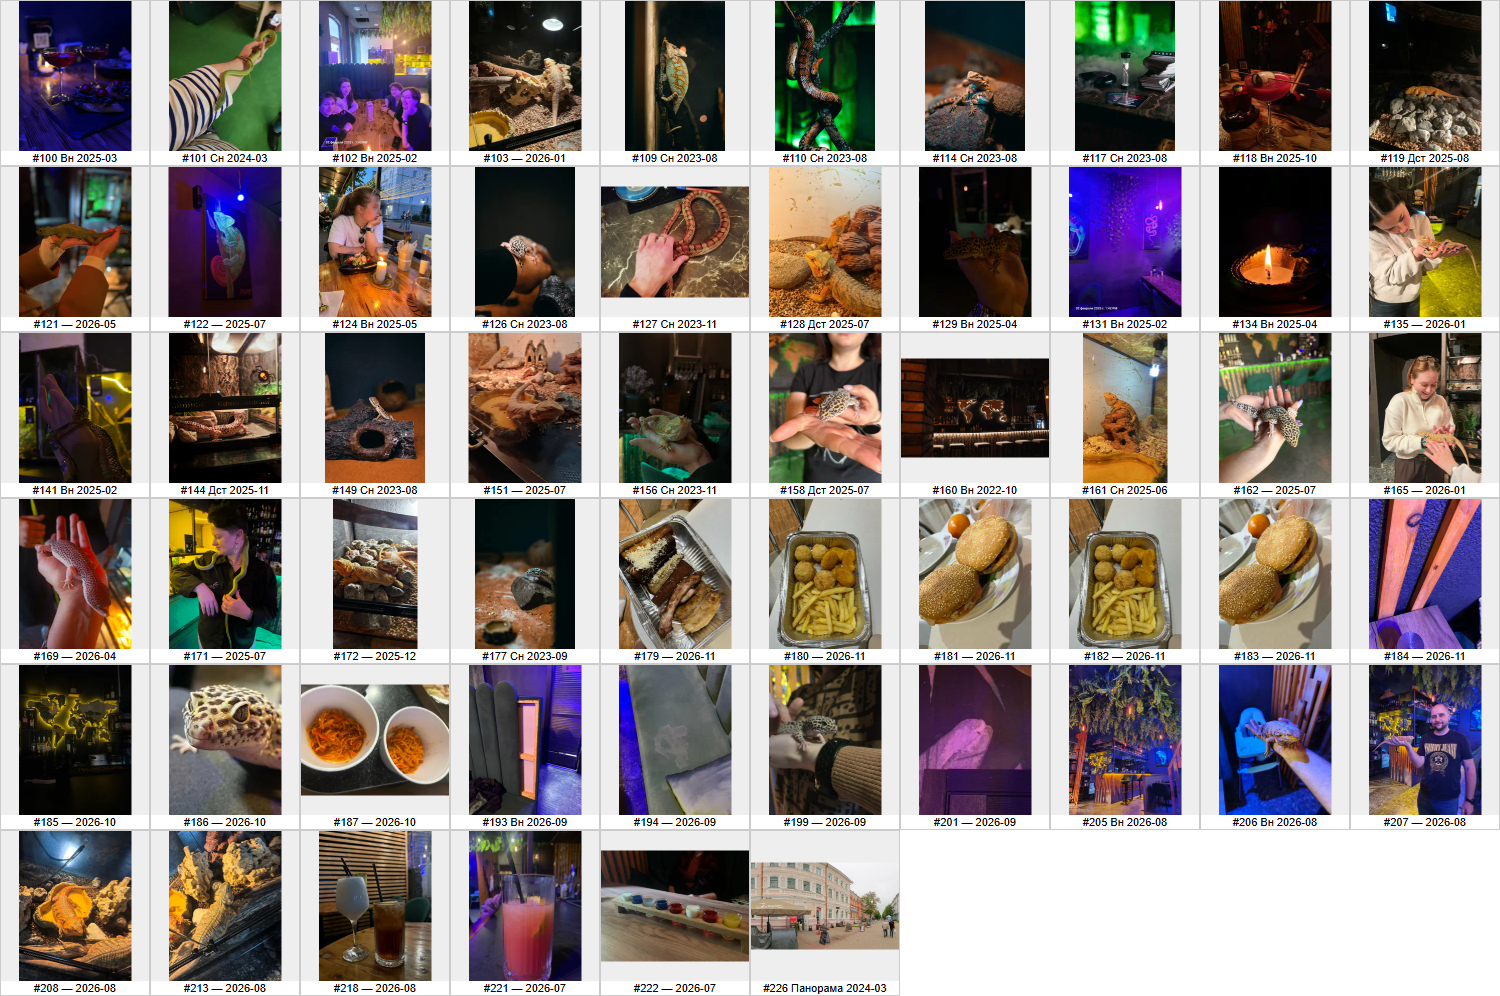 #100 Вн 2025-03
#101 Сн 2024-03
#102 Вн 2025-02
#103 — 2026-01
#109 Сн 2023-08
#110 Сн 2023-08
#114 Сн 2023-08
#117 Сн 2023-08
#118 Вн 2025-10
#119 Дст 2025-08
#121 — 2026-05
#122 — 2025-07
#124 Вн 2025-05
#126 Сн 2023-08
#127 Сн 2023-11
#128 Дст 2025-07
#129 Вн 2025-04
#131 Вн 2025-02
#134 Вн 2025-04
#135 — 2026-01
#141 Вн 2025-02
#144 Дст 2025-11
#149 Сн 2023-08
#151 — 2025-07
#156 Сн 2023-11
#158 Дст 2025-07
#160 Вн 2022-10
#161 Сн 2025-06
#162 — 2025-07
#165 — 2026-01
#169 — 2026-04
#171 — 2025-07
#172 — 2025-12
#177 Сн 2023-09
#179 — 2026-11
#180 — 2026-11
#181 — 2026-11
#182 — 2026-11
#183 — 2026-11
#184 — 2026-11
#185 — 2026-10
#186 — 2026-10
#187 — 2026-10
#193 Вн 2026-09
#194 — 2026-09
#199 — 2026-09
#201 — 2026-09
#205 Вн 2026-08
#206 Вн 2026-08
#207 — 2026-08
#208 — 2026-08
#213 — 2026-08
#218 — 2026-08
#221 — 2026-07
#222 — 2026-07
#226 Панорама 2024-03